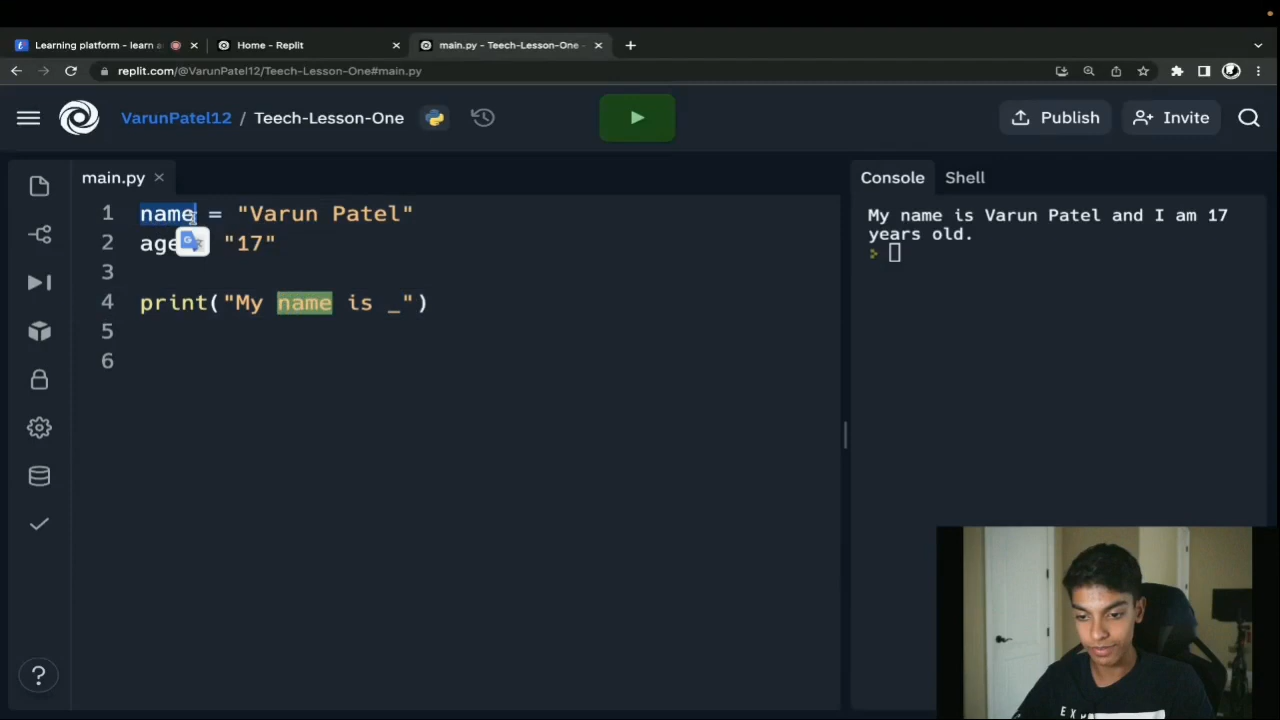 Learning platform - learn a
Home - Replit
main.py - Teech-Lesson-One -
replit.com/@VarunPatel12/Teech-Lesson-One#main.py
VarunPatel12 / Teech-Lesson-One
Publish
Invite
main.py
1 name = "Varun Patel"
2 age "17"
3
4 print("My name is _")
5
6
Console Shell
My name is Varun Patel and I am 17
years old.
?